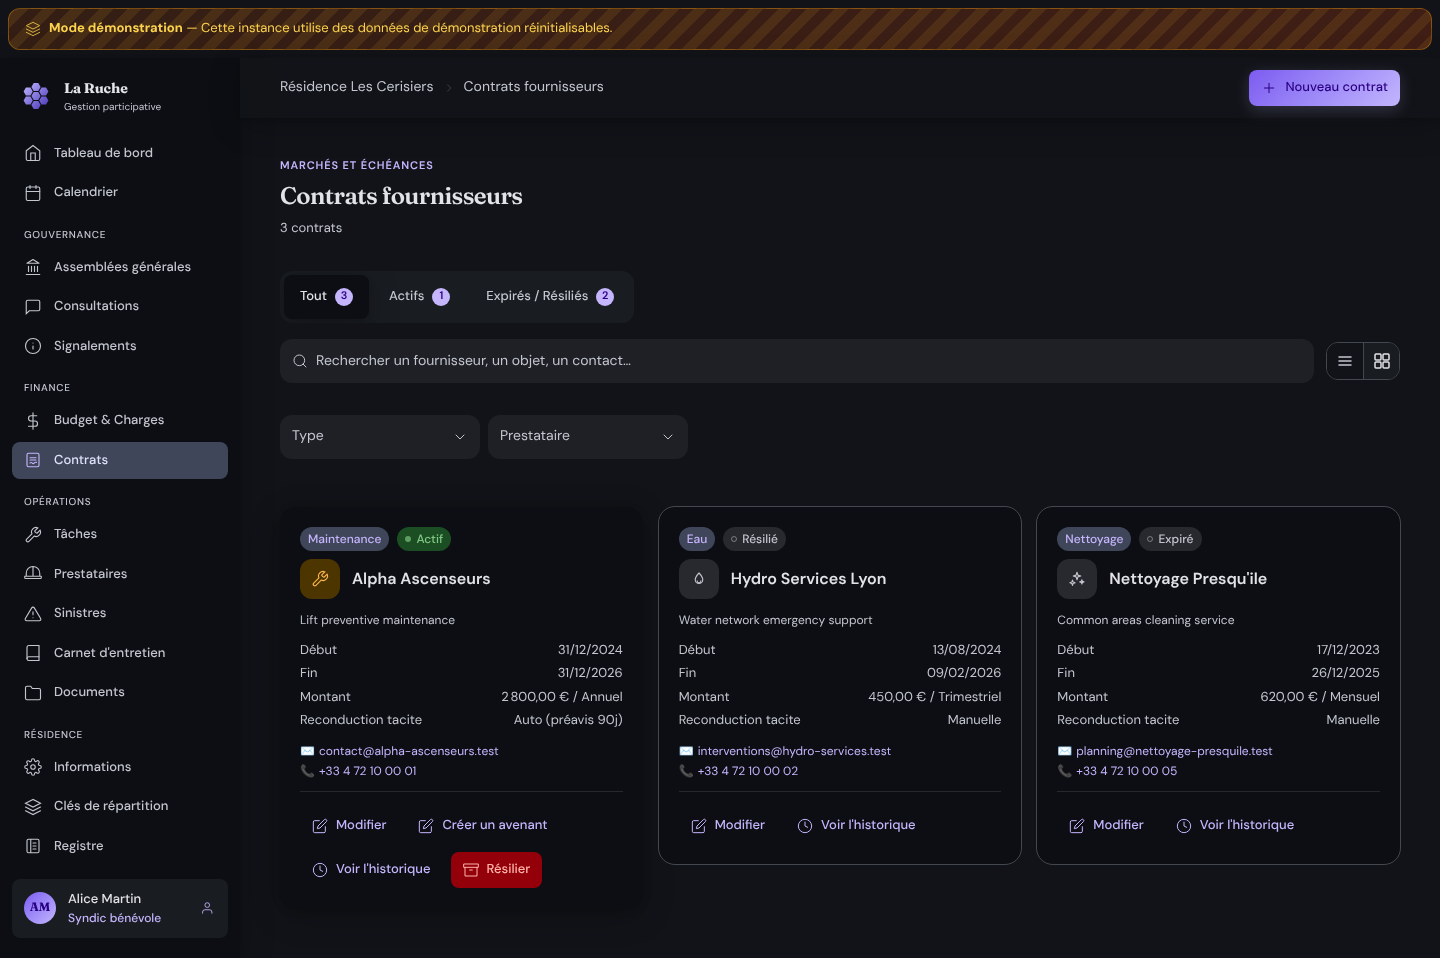 Mode démonstration — Cette instance utilise des données de démonstration réinitialisables.
La Ruche
Gestion participative
Tableau de bord
Calendrier
GOUVERNANCE
Assemblées générales
Consultations
Signalements
FINANCE
Budget & Charges
Contrats
OPÉRATIONS
Tâches
Prestataires
Sinistres
Carnet d'entretien
Documents
RÉSIDENCE
Informations
Clés de répartition
Registre
AM
Alice Martin
Syndic bénévole
Résidence Les Cerisiers > Contrats fournisseurs
+ Nouveau contrat
MARCHÉS ET ÉCHÉANCES
Contrats fournisseurs
3 contrats
Tout 3 Actifs 1 Expirés / Résiliés 2
Rechercher un fournisseur, un objet, un contact...
Type Prestataire
Maintenance Actif
Alpha Ascenseurs
Lift preventive maintenance
Début 31/12/2024
Fin 31/12/2026
Montant 2 800,00 € / Annuel
Reconduction tacite Auto (préavis 90j)
contact@alpha-ascenseurs.test
+33 4 72 10 00 01
Modifier Créer un avenant
Voir l'historique Résilier
Eau Résilié
Hydro Services Lyon
Water network emergency support
Début 13/08/2024
Fin 09/02/2026
Montant 450,00 € / Trimestriel
Reconduction tacite Manuelle
interventions@hydro-services.test
+33 4 72 10 00 02
Modifier Voir l'historique
Nettoyage Expiré
Nettoyage Presqu'ile
Common areas cleaning service
Début 17/12/2023
Fin 26/12/2025
Montant 620,00 € / Mensuel
Reconduction tacite Manuelle
planning@nettoyage-presquile.test
+33 4 72 10 00 05
Modifier Voir l'historique